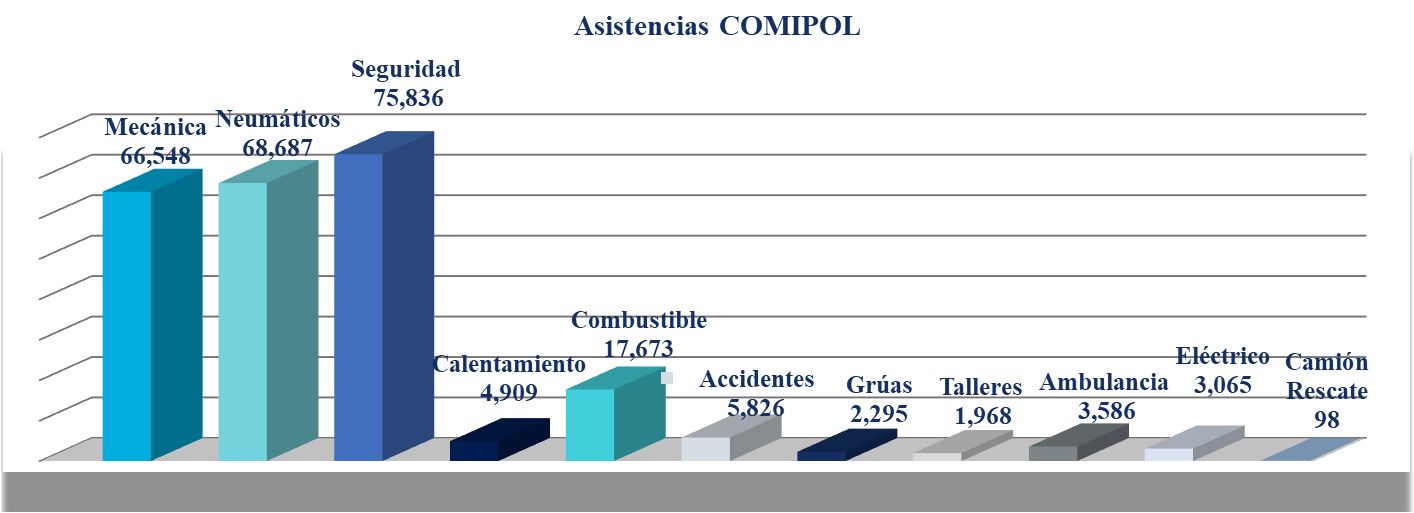 Asistencias COMIPOL
Mecánica
66,548
Neumáticos
68,687
Seguridad
75,836
Calentamiento
4,909
Combustible
17,673
Accidentes
5,826
Grúas
2,295
Talleres
1,968
Ambulancia
3,586
Eléctrico
3,065
Camión
Rescate
98